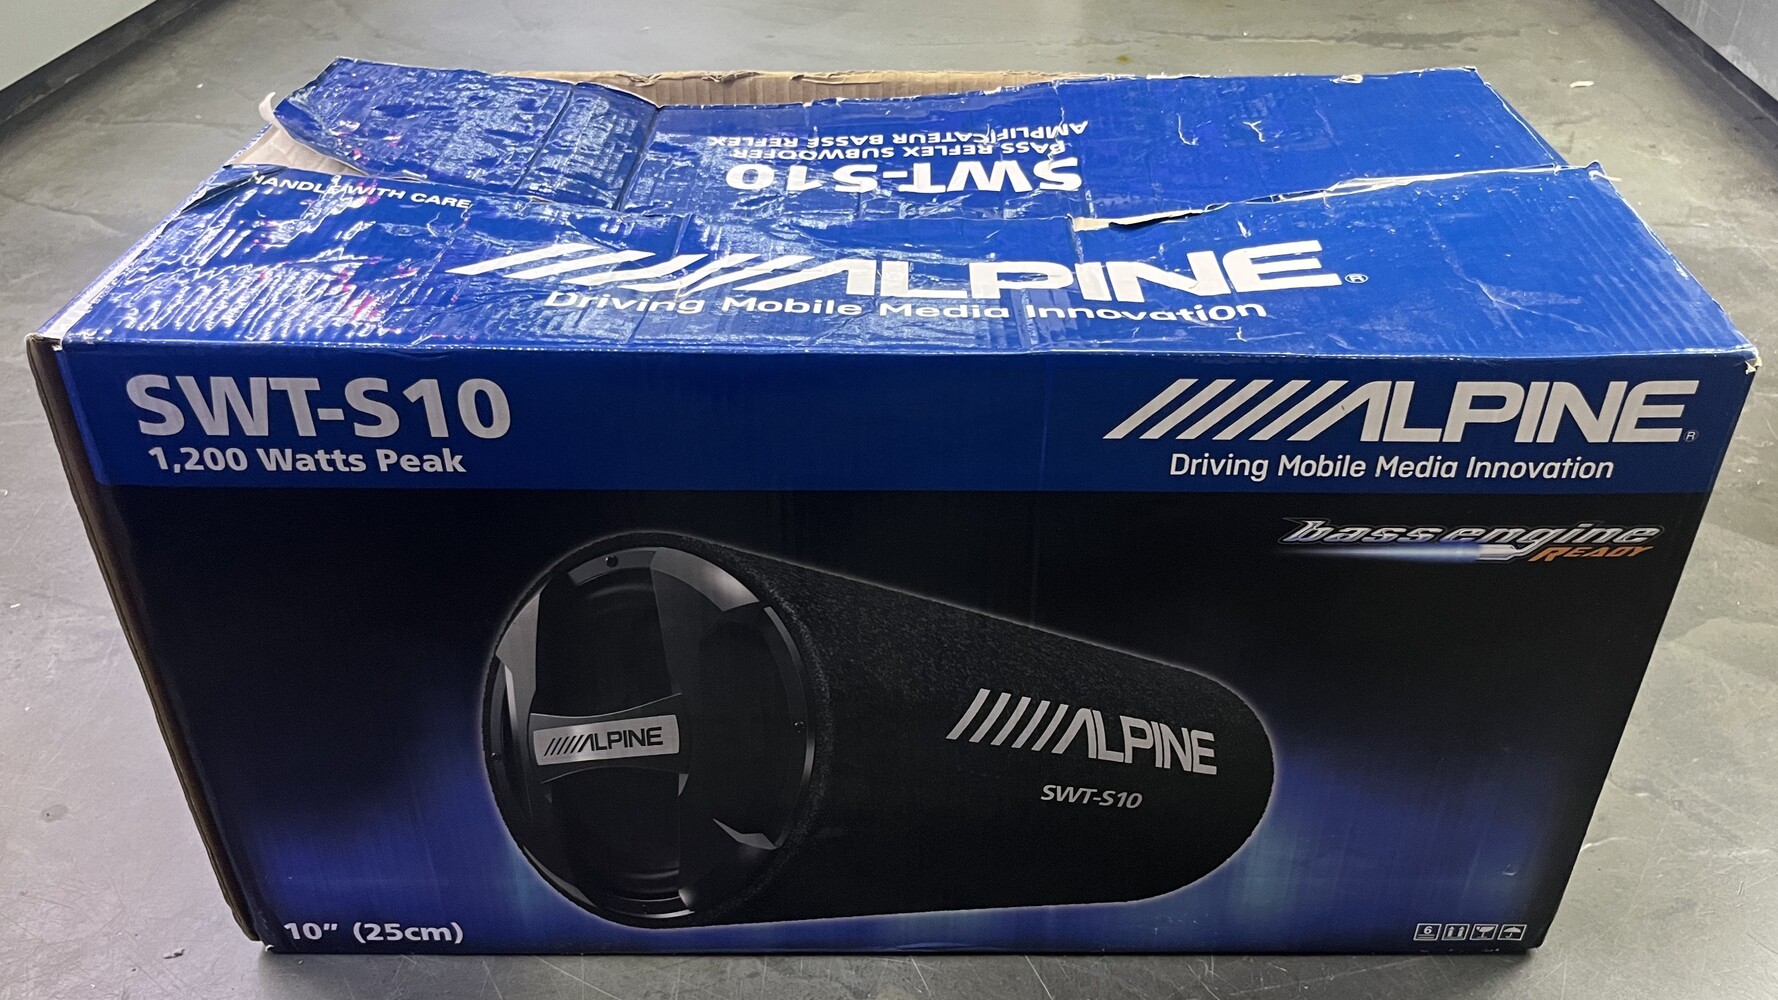 AMPLIFICATEUR BASSE REFLEX
BASS REFLEX SUBWOOFER
SWT-S10
HANDLE WITH CARE
ALPINE®
Driving Mobile Media Innovation
SWT-S10
1,200 Watts Peak
ALPINE®
Driving Mobile Media Innovation
bass engine
READY
ALPINE
ALPINE
SWT-S10
10” (25cm)
6